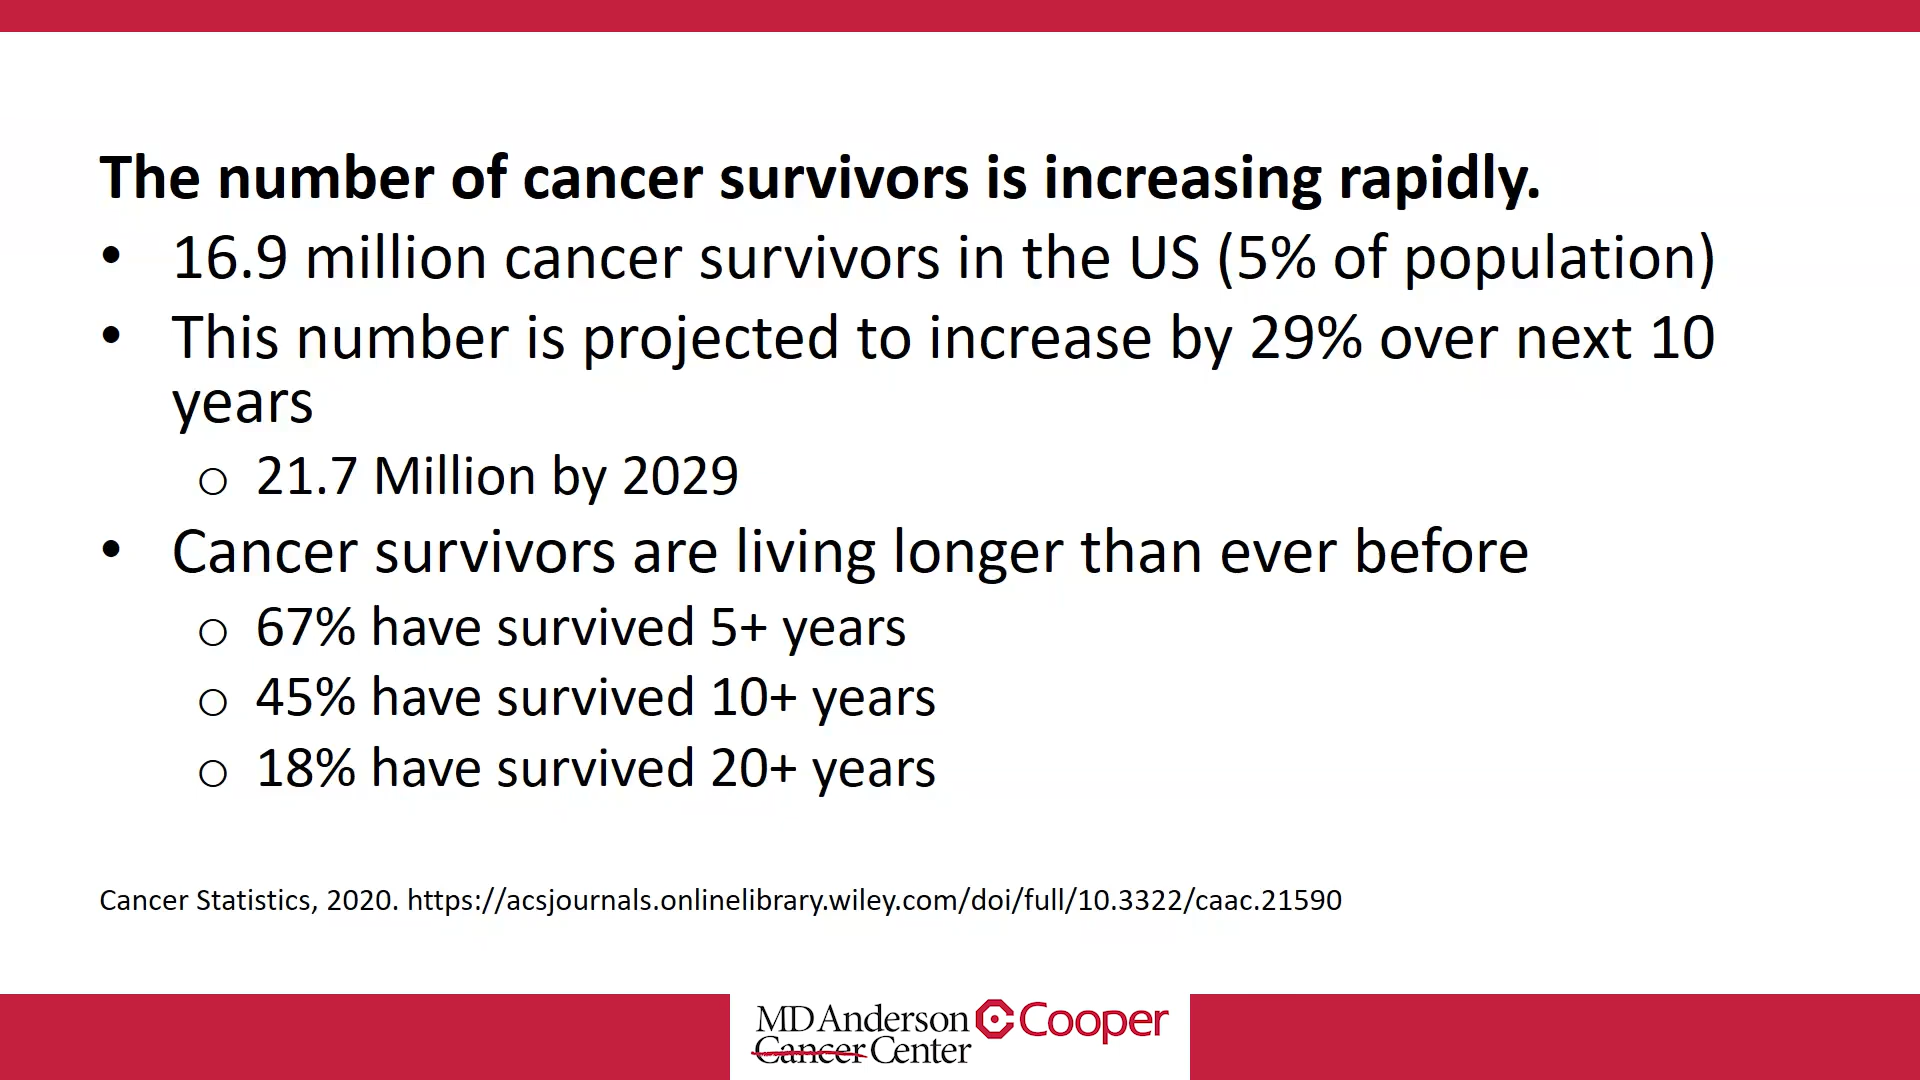 The number of cancer survivors is increasing rapidly.
• 16.9 million cancer survivors in the US (5% of population)
• This number is projected to increase by 29% over next 10
years
o 21.7 Million by 2029
• Cancer survivors are living longer than ever before
o 67% have survived 5+ years
o 45% have survived 10+ years
o 18% have survived 20+ years
Cancer Statistics, 2020. https://acsjournals.onlinelibrary.wiley.com/doi/full/10.3322/caac.21590
MD Anderson Cooper
Cancer Center